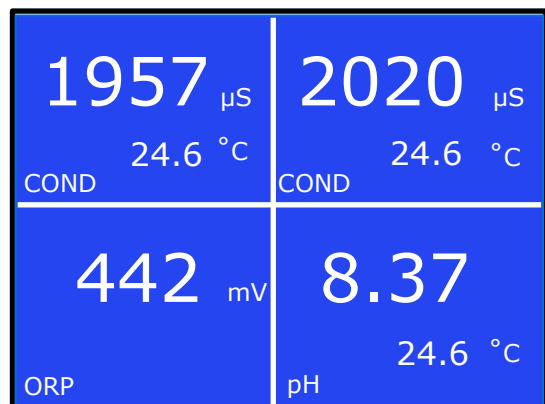 1957 µS
24.6 °C
COND
2020 µS
24.6 °C
COND
442 mV
ORP
8.37
24.6 °C
pH